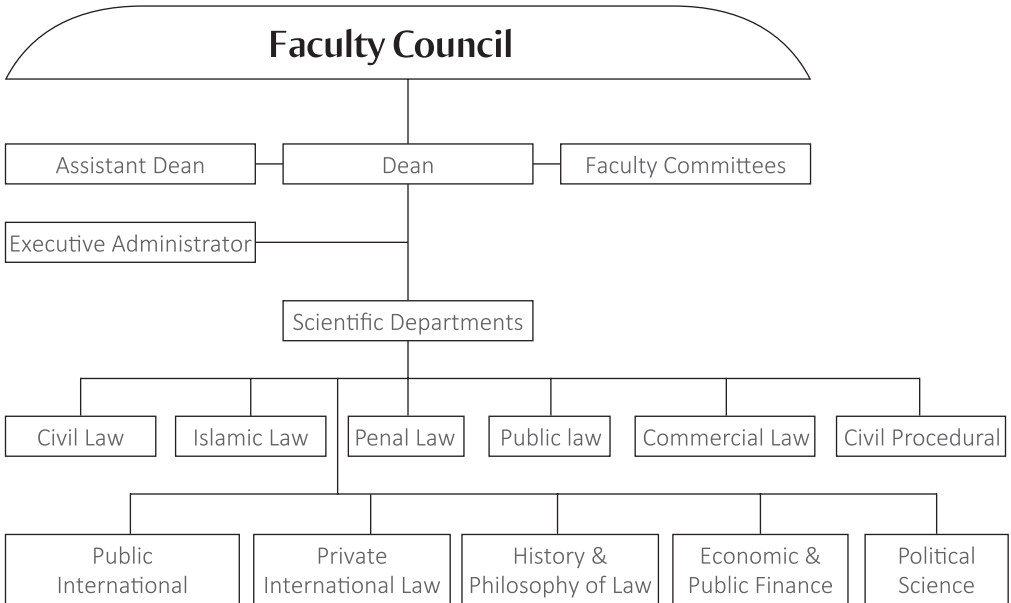 Faculty Council
Assistant Dean
Dean
Faculty Committees
Executive Administrator
Scientific Departments
Civil Law
Islamic Law
Penal Law
Public law
Commercial Law
Civil Procedural
Public
International
Private
International Law
History &
Philosophy of Law
Economic &
Public Finance
Political
Science